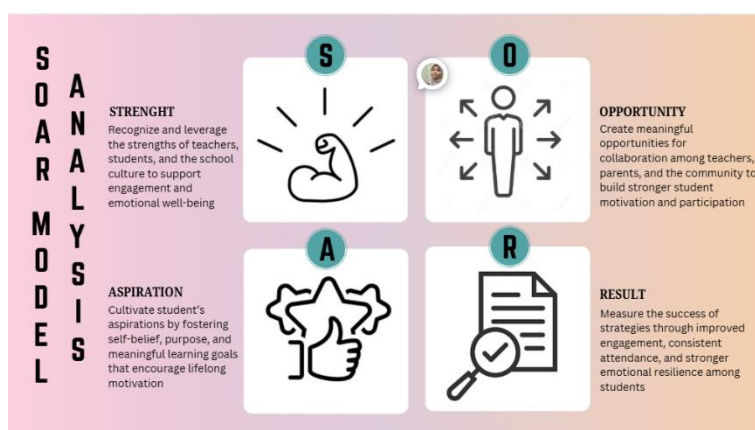 SOAR MODEL
ANALYSIS
S
STRENGHT
Recognize and leverage
the strengths of teachers,
students, and the school
culture to support
engagement and
emotional well-being
O
OPPORTUNITY
Create meaningful
opportunities for
collaboration among teachers,
parents, and the community to
build stronger student
motivation and participation
A
ASPIRATION
Cultivate student's
aspirations by fostering
self-belief, purpose, and
meaningful learning goals
that encourage lifelong
motivation
R
RESULT
Measure the success of
strategies through improved
engagement, consistent
attendance, and stronger
emotional resilience among
students